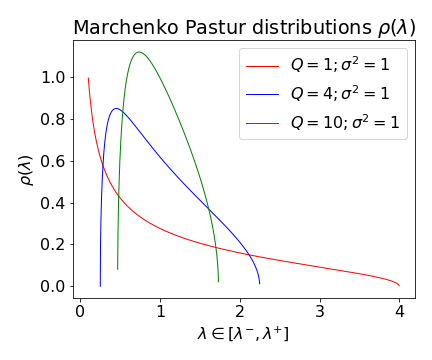 Marchenko Pastur distributions ρ(λ)
Q = 1; σ² = 1
Q = 4; σ² = 1
Q = 10; σ² = 1
ρ(λ)
1.0
0.8
0.6
0.4
0.2
0.0
0 1 2 3 4
λ ∈ [λ⁻, λ⁺]